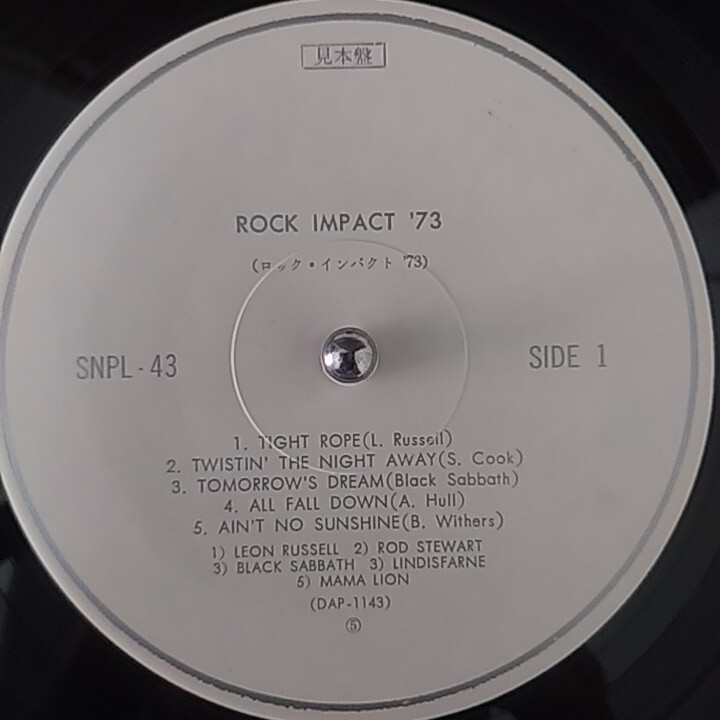 見本盤
ROCK IMPACT '73
(ロック・インパクト '73)
SNPL-43
SIDE 1
1. TIGHT ROPE(L. Russell)
2. TWISTIN' THE NIGHT AWAY(S. Cook)
3. TOMORROW'S DREAM(Black Sabbath)
4. ALL FALL DOWN(A. Hull)
5. AIN'T NO SUNSHINE(B. Withers)
1) LEON RUSSELL 2) ROD STEWART
3) BLACK SABBATH 3) LINDISFARNE
5) MAMA LION
(DAP-1143)
⑤